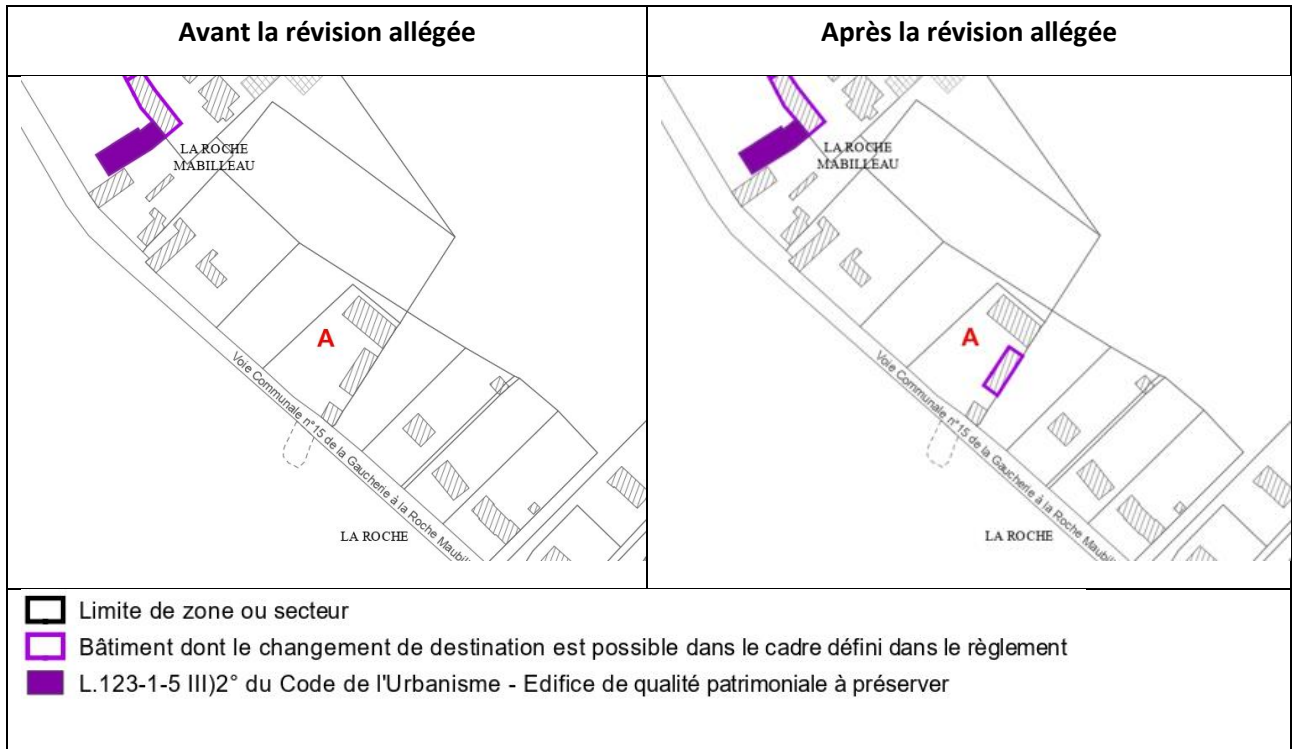 Avant la révision allégée
Après la révision allégée
LA ROCHE
MABILLEAU
A
Voie Communale n°15 de la Gaucherie à la Roche Maubil
LA ROCHE
LA ROCHE
MABILLEAU
A
Voie Communale n°15 de la Gaucherie à la Roche Maubil
LA ROCHE
Limite de zone ou secteur
Bâtiment dont le changement de destination est possible dans le cadre défini dans le règlement
L.123-1-5 III)2° du Code de l'Urbanisme - Edifice de qualité patrimoniale à préserver